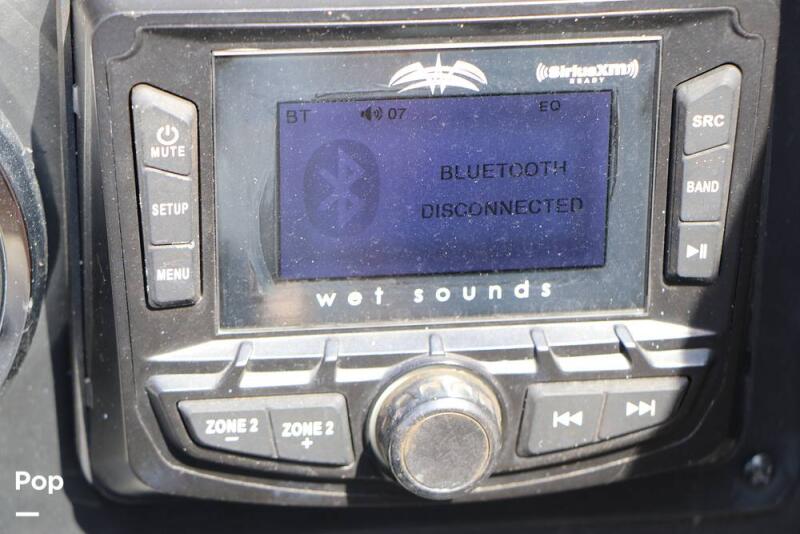 ((SiriusXM))
READY
BT 07 EQ
BLUETOOTH
DISCONNECTED
wet sounds
MUTE
SETUP
MENU
SRC
BAND
ZONE 2
−
ZONE 2
+
Pop